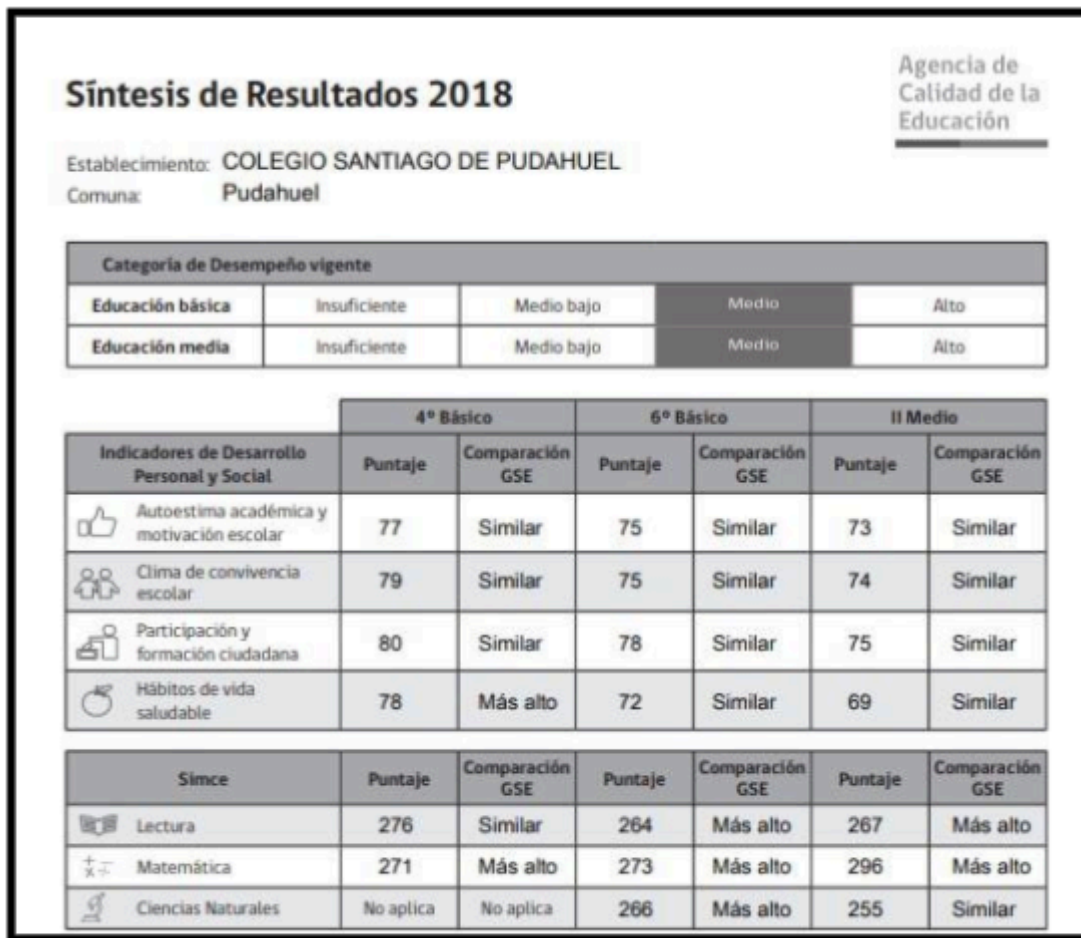 Síntesis de Resultados 2018
Agencia de
Calidad de la
Educación
Establecimiento: COLEGIO SANTIAGO DE PUDAHUEL
Comuna: Pudahuel
Categoría de Desempeño vigente
Educación básica Insuficiente Medio bajo Medio Alto
Educación media Insuficiente Medio bajo Medio Alto
4º Básico 6º Básico II Medio
Indicadores de Desarrollo
Personal y Social
Puntaje Comparación GSE Puntaje Comparación GSE Puntaje Comparación GSE
Autoestima académica y
motivación escolar
77 Similar 75 Similar 73 Similar
Clima de convivencia
escolar
79 Similar 75 Similar 74 Similar
Participación y
formación ciudadana
80 Similar 78 Similar 75 Similar
Hábitos de vida
saludable
78 Más alto 72 Similar 69 Similar
Simce Puntaje Comparación GSE Puntaje Comparación GSE Puntaje Comparación GSE
Lectura 276 Similar 264 Más alto 267 Más alto
Matemática 271 Más alto 273 Más alto 296 Más alto
Ciencias Naturales No aplica No aplica 266 Más alto 255 Similar